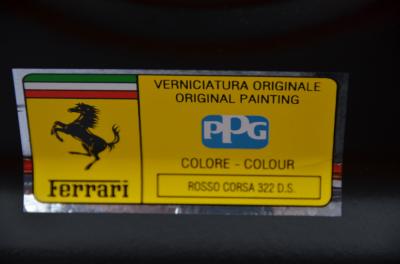 VERNICIATURA ORIGINALE
ORIGINAL PAINTING
PPG
COLORE - COLOUR
ROSSO CORSA 322 D.S.
Ferrari